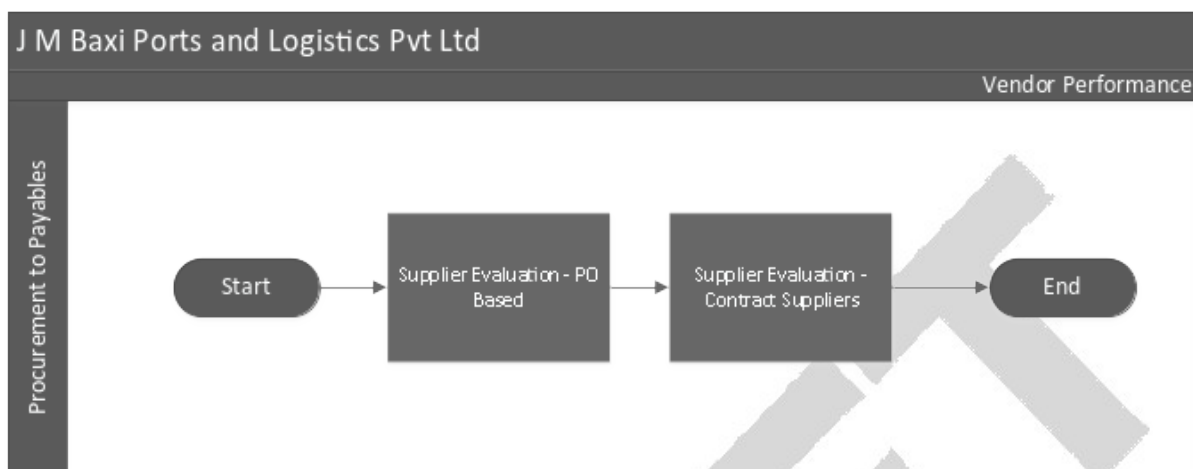 J M Baxi Ports and Logistics Pvt Ltd
Vendor Performance
Procurement to Payables
Start
Supplier Evaluation - PO
Based
Supplier Evaluation -
Contract Suppliers
End